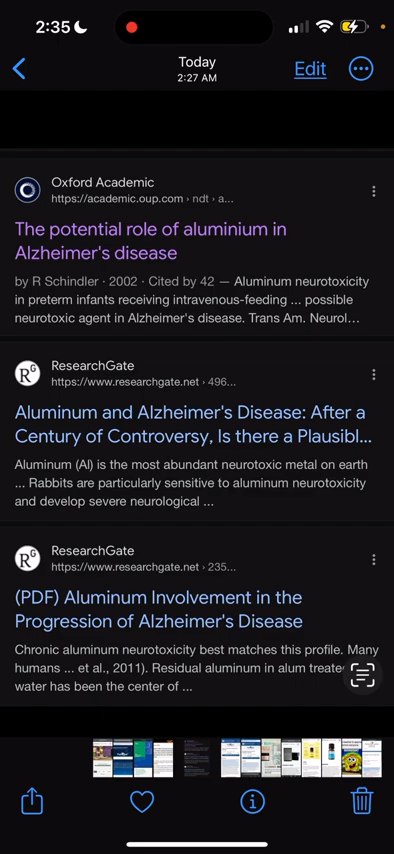 2:35
Today
2:27 AM
Edit
Oxford Academic
https://academic.oup.com › ndt › a...
The potential role of aluminium in
Alzheimer's disease
by R Schindler · 2002 · Cited by 42 — Aluminum neurotoxicity
in preterm infants receiving intravenous-feeding ... possible
neurotoxic agent in Alzheimer's disease. Trans Am. Neurol...
RG
ResearchGate
https://www.researchgate.net › 496...
Aluminum and Alzheimer's Disease: After a
Century of Controversy, Is there a Plausibl...
Aluminum (Al) is the most abundant neurotoxic metal on earth
... Rabbits are particularly sensitive to aluminum neurotoxicity
and develop severe neurological ...
RG
ResearchGate
https://www.researchgate.net › 235...
(PDF) Aluminum Involvement in the
Progression of Alzheimer's Disease
Chronic aluminum neurotoxicity best matches this profile. Many
humans ... et al., 2011). Residual aluminum in alum treate
water has been the center of ...